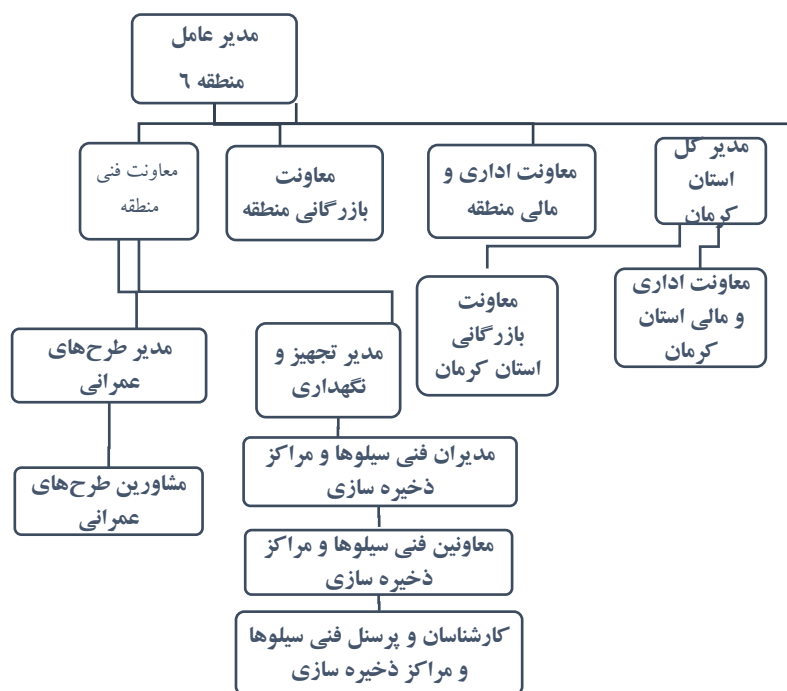 مدیر عامل
منطقه ٦
مدیر کل
استان
کرمان
معاونت اداری و
مالی منطقه
معاونت
بازرگانی منطقه
معاونت فنی
منطقه
معاونت اداری
و مالی استان
کرمان
معاونت
بازرگانی
استان کرمان
مدیر تجهیز و
نگهداری
مدیر طرح‌های
عمرانی
مدیران فنی سیلوها و مراکز
ذخیره سازی
مشاورین طرح‌های
عمرانی
معاونین فنی سیلوها و مراکز
ذخیره سازی
کارشناسان و پرسنل فنی سیلوها
و مراکز ذخیره سازی